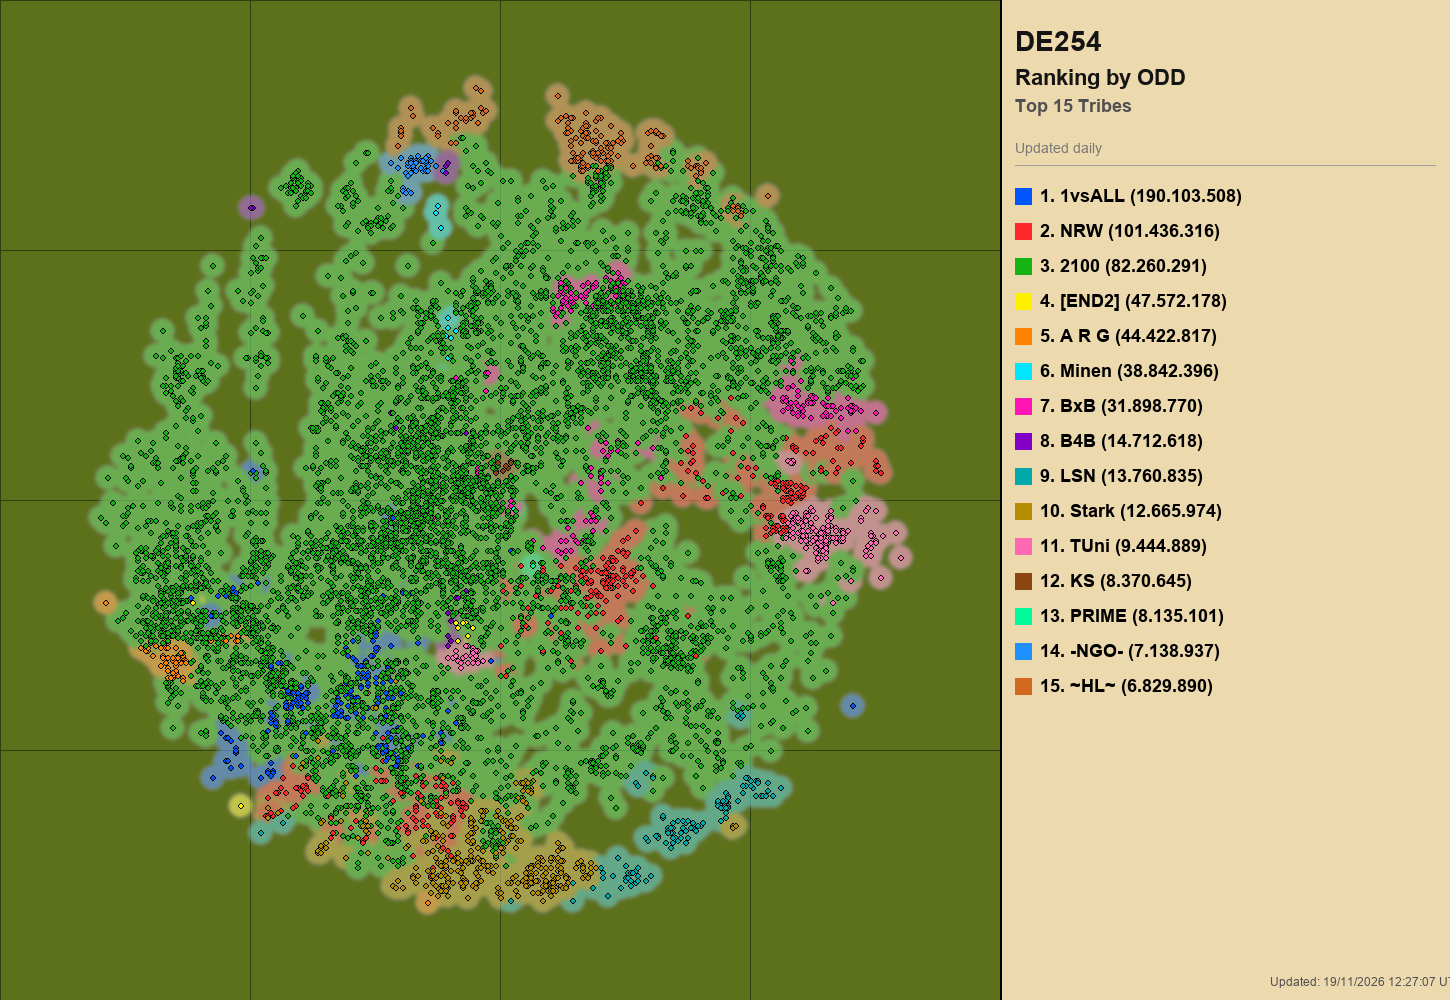 DE254
Ranking by ODD
Top 15 Tribes
Updated daily
1. 1vsALL (190.103.508)
2. NRW (101.436.316)
3. 2100 (82.260.291)
4. [END2] (47.572.178)
5. A R G (44.422.817)
6. Minen (38.842.396)
7. BxB (31.898.770)
8. B4B (14.712.618)
9. LSN (13.760.835)
10. Stark (12.665.974)
11. TUni (9.444.889)
12. KS (8.370.645)
13. PRIME (8.135.101)
14. -NGO- (7.138.937)
15. ~HL~ (6.829.890)
Updated: 19/11/2026 12:27:07 U